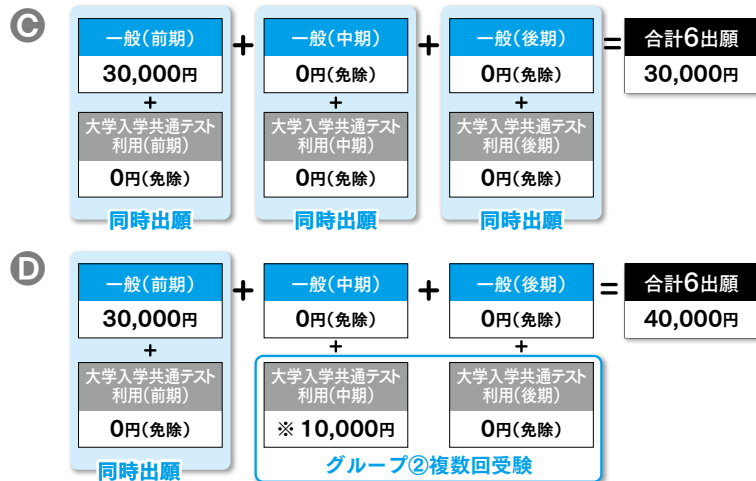 C
一般(前期) + 一般(中期) + 一般(後期) = 合計6出願
30,000円 0円(免除) 0円(免除) 30,000円
+ + +
大学入学共通テスト 大学入学共通テスト 大学入学共通テスト
利用(前期) 利用(中期) 利用(後期)
0円(免除) 0円(免除) 0円(免除)
同時出願 同時出願 同時出願
D
一般(前期) + 一般(中期) + 一般(後期) = 合計6出願
30,000円 0円(免除) 0円(免除) 40,000円
+ + +
大学入学共通テスト 大学入学共通テスト 大学入学共通テスト
利用(前期) 利用(中期) 利用(後期)
0円(免除) ※ 10,000円 0円(免除)
同時出願 グループ②複数回受験